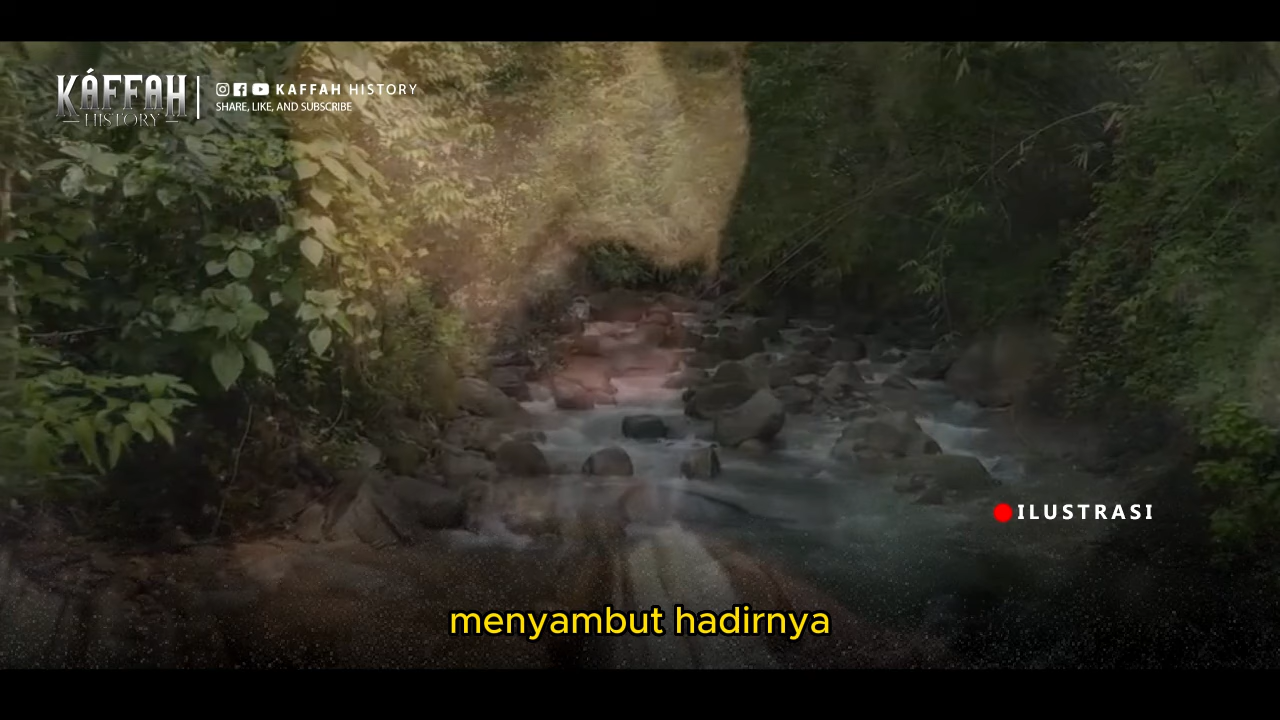 KÁFFAH
HISTORY
KAFFAH HISTORY
SHARE, LIKE, AND SUBSCRIBE
ILUSTRASI
menyambut hadirnya